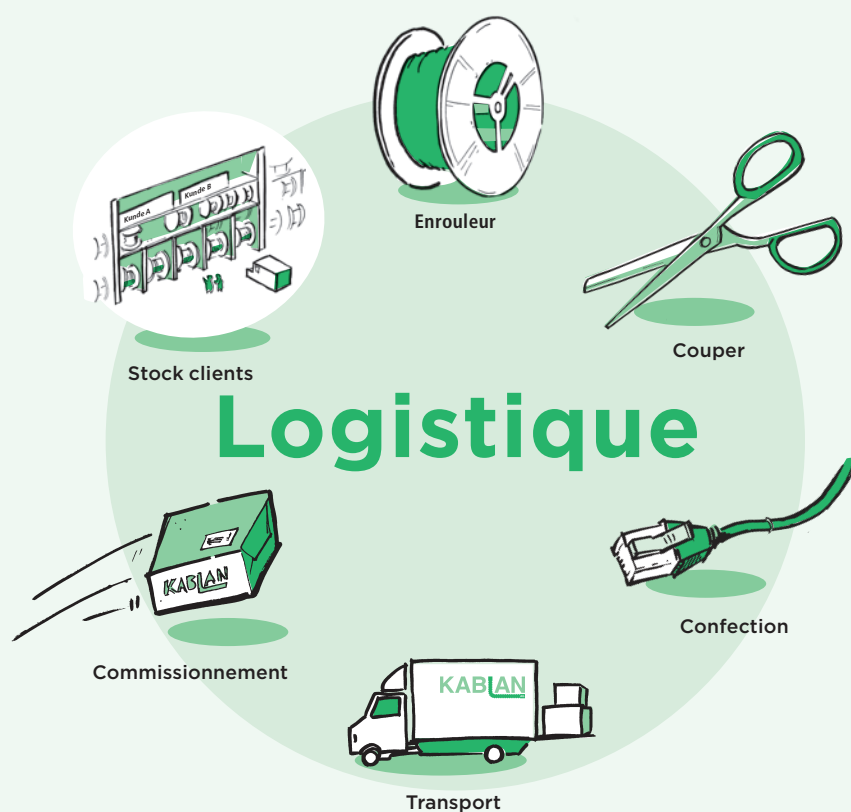 Enrouleur
Kunde A
Kunde B
Couper
Stock clients
Logistique
KABLAN
Confection
Commissionnement
KABLAN
Transport